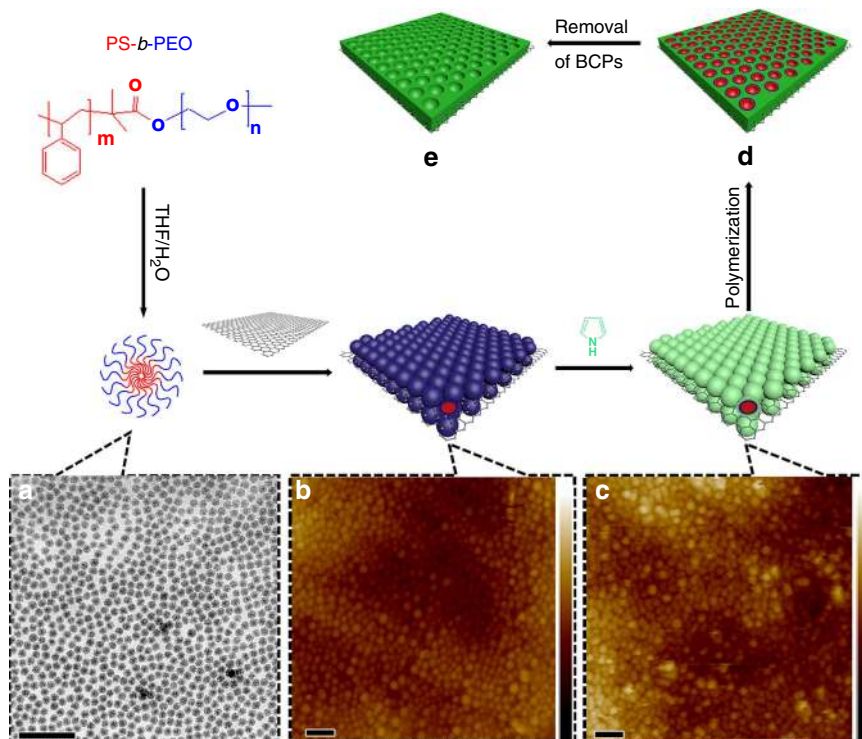 PS-b-PEO
O
O
O
m
n
Removal
of BCPs
e
d
THF/H₂O
Polymerization
N
H
a
b
c